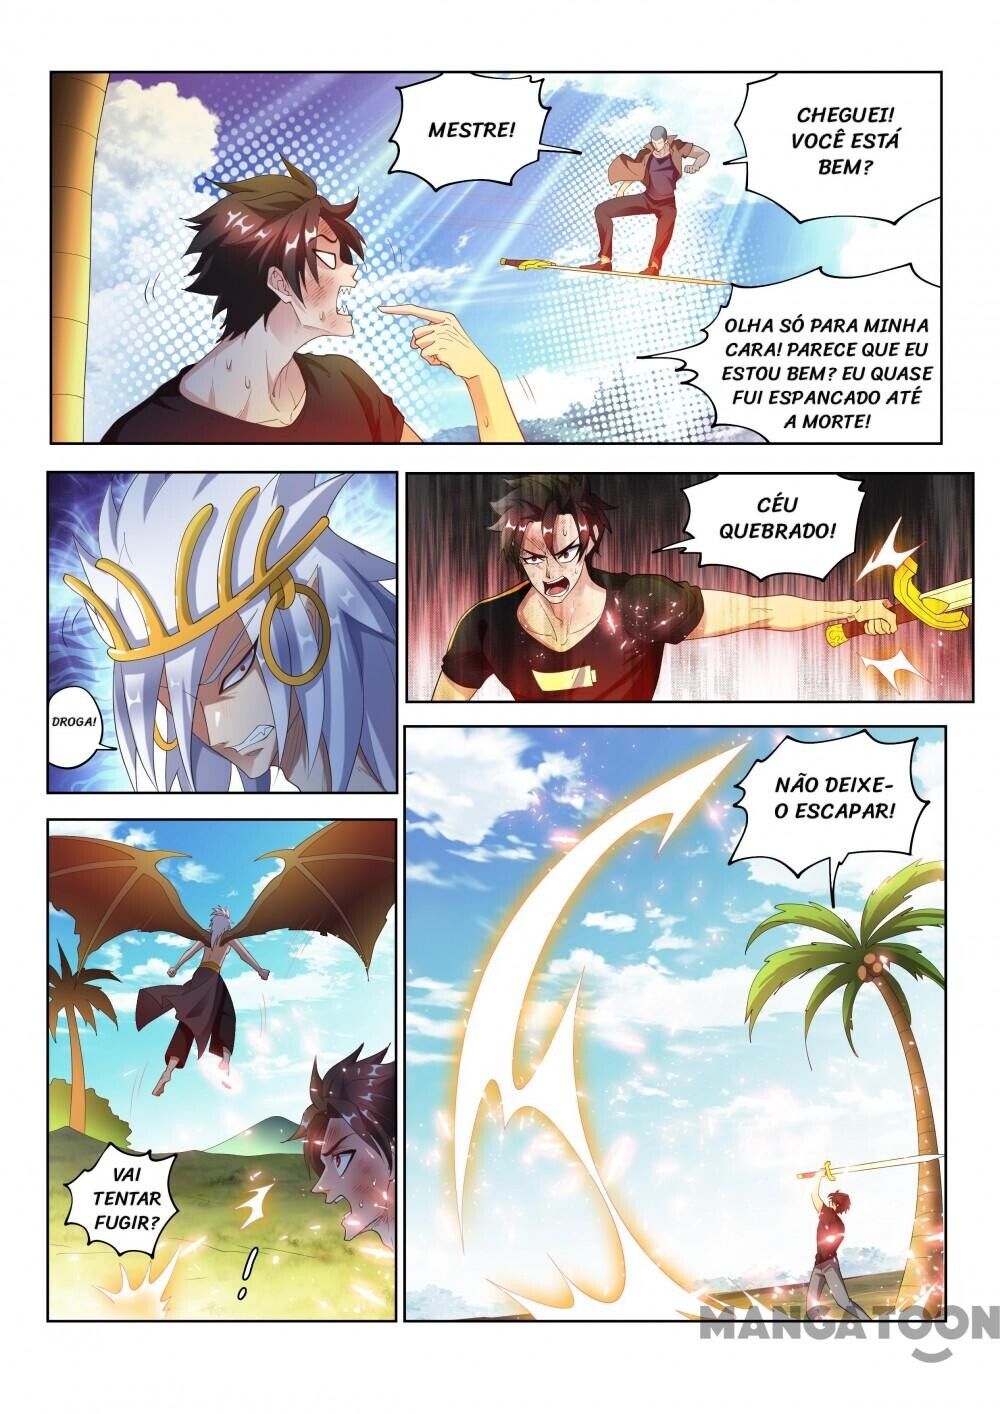 MESTRE!
CHEGUEI!
VOCÊ ESTÁ
BEM?
OLHA SÓ PARA MINHA
CARA! PARECE QUE EU
ESTOU BEM? EU QUASE
FUI ESPANCADO ATÉ
A MORTE!
DROGA!
CÉU
QUEBRADO!
VAI
TENTAR
FUGIR?
!
NÃO DEIXE-
O ESCAPAR!
MANGATOON